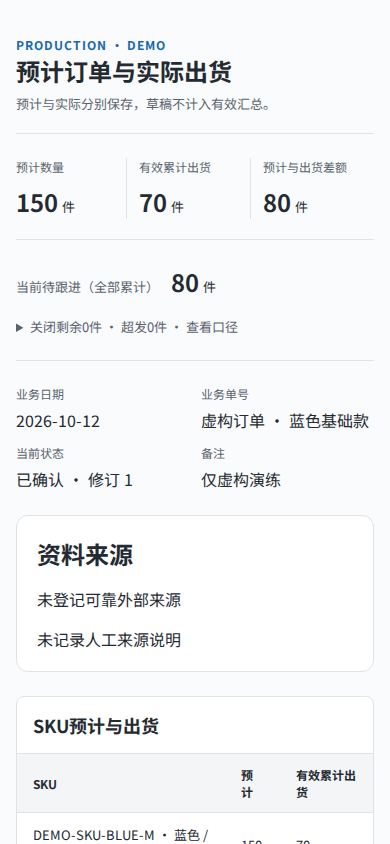 PRODUCTION · DEMO
预计订单与实际出货
预计与实际分别保存，草稿不计入有效汇总。
预计数量
有效累计出货
预计与出货差额
150 件
70 件
80 件
当前待跟进（全部累计） 80 件
▶ 关闭剩余0件 · 超发0件 · 查看口径
业务日期
业务单号
2026-10-12
虚构订单 · 蓝色基础款
当前状态
备注
已确认 · 修订 1
仅虚构演练
资料来源
未登记可靠外部来源
未记录人工来源说明
SKU预计与出货
SKU
预计
有效累计出货
DEMO-SKU-BLUE-M · 蓝色 /
150
70